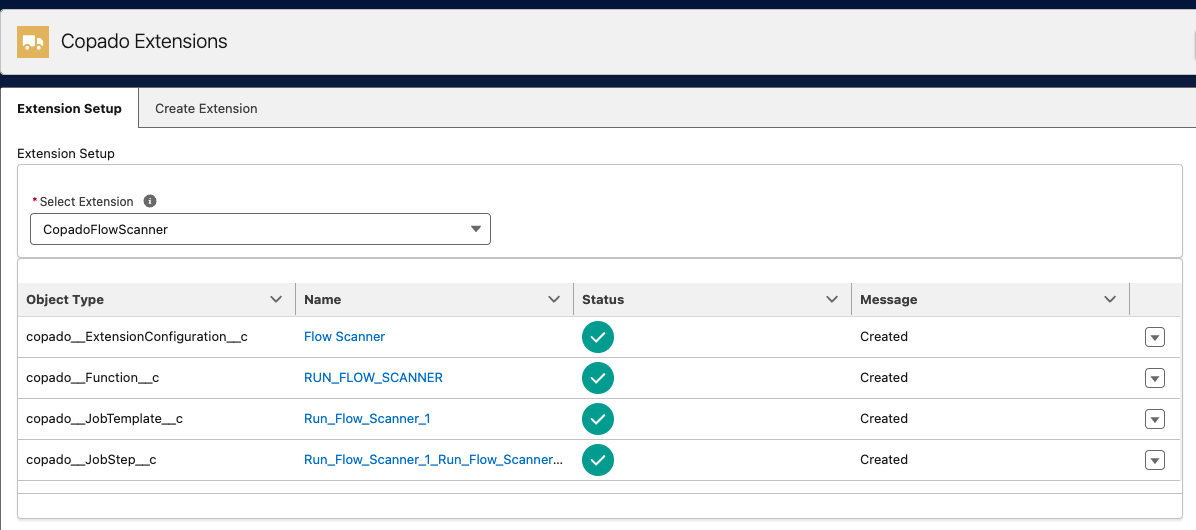 Copado Extensions
Extension Setup
Create Extension
Extension Setup
*Select Extension
CopadoFlowScanner
Object Type
Name
Status
Message
copado__ExtensionConfiguration__c
Flow Scanner
Created
copado__Function__c
RUN_FLOW_SCANNER
Created
copado__JobTemplate__c
Run_Flow_Scanner_1
Created
copado__JobStep__c
Run_Flow_Scanner_1_Run_Flow_Scanner...
Created